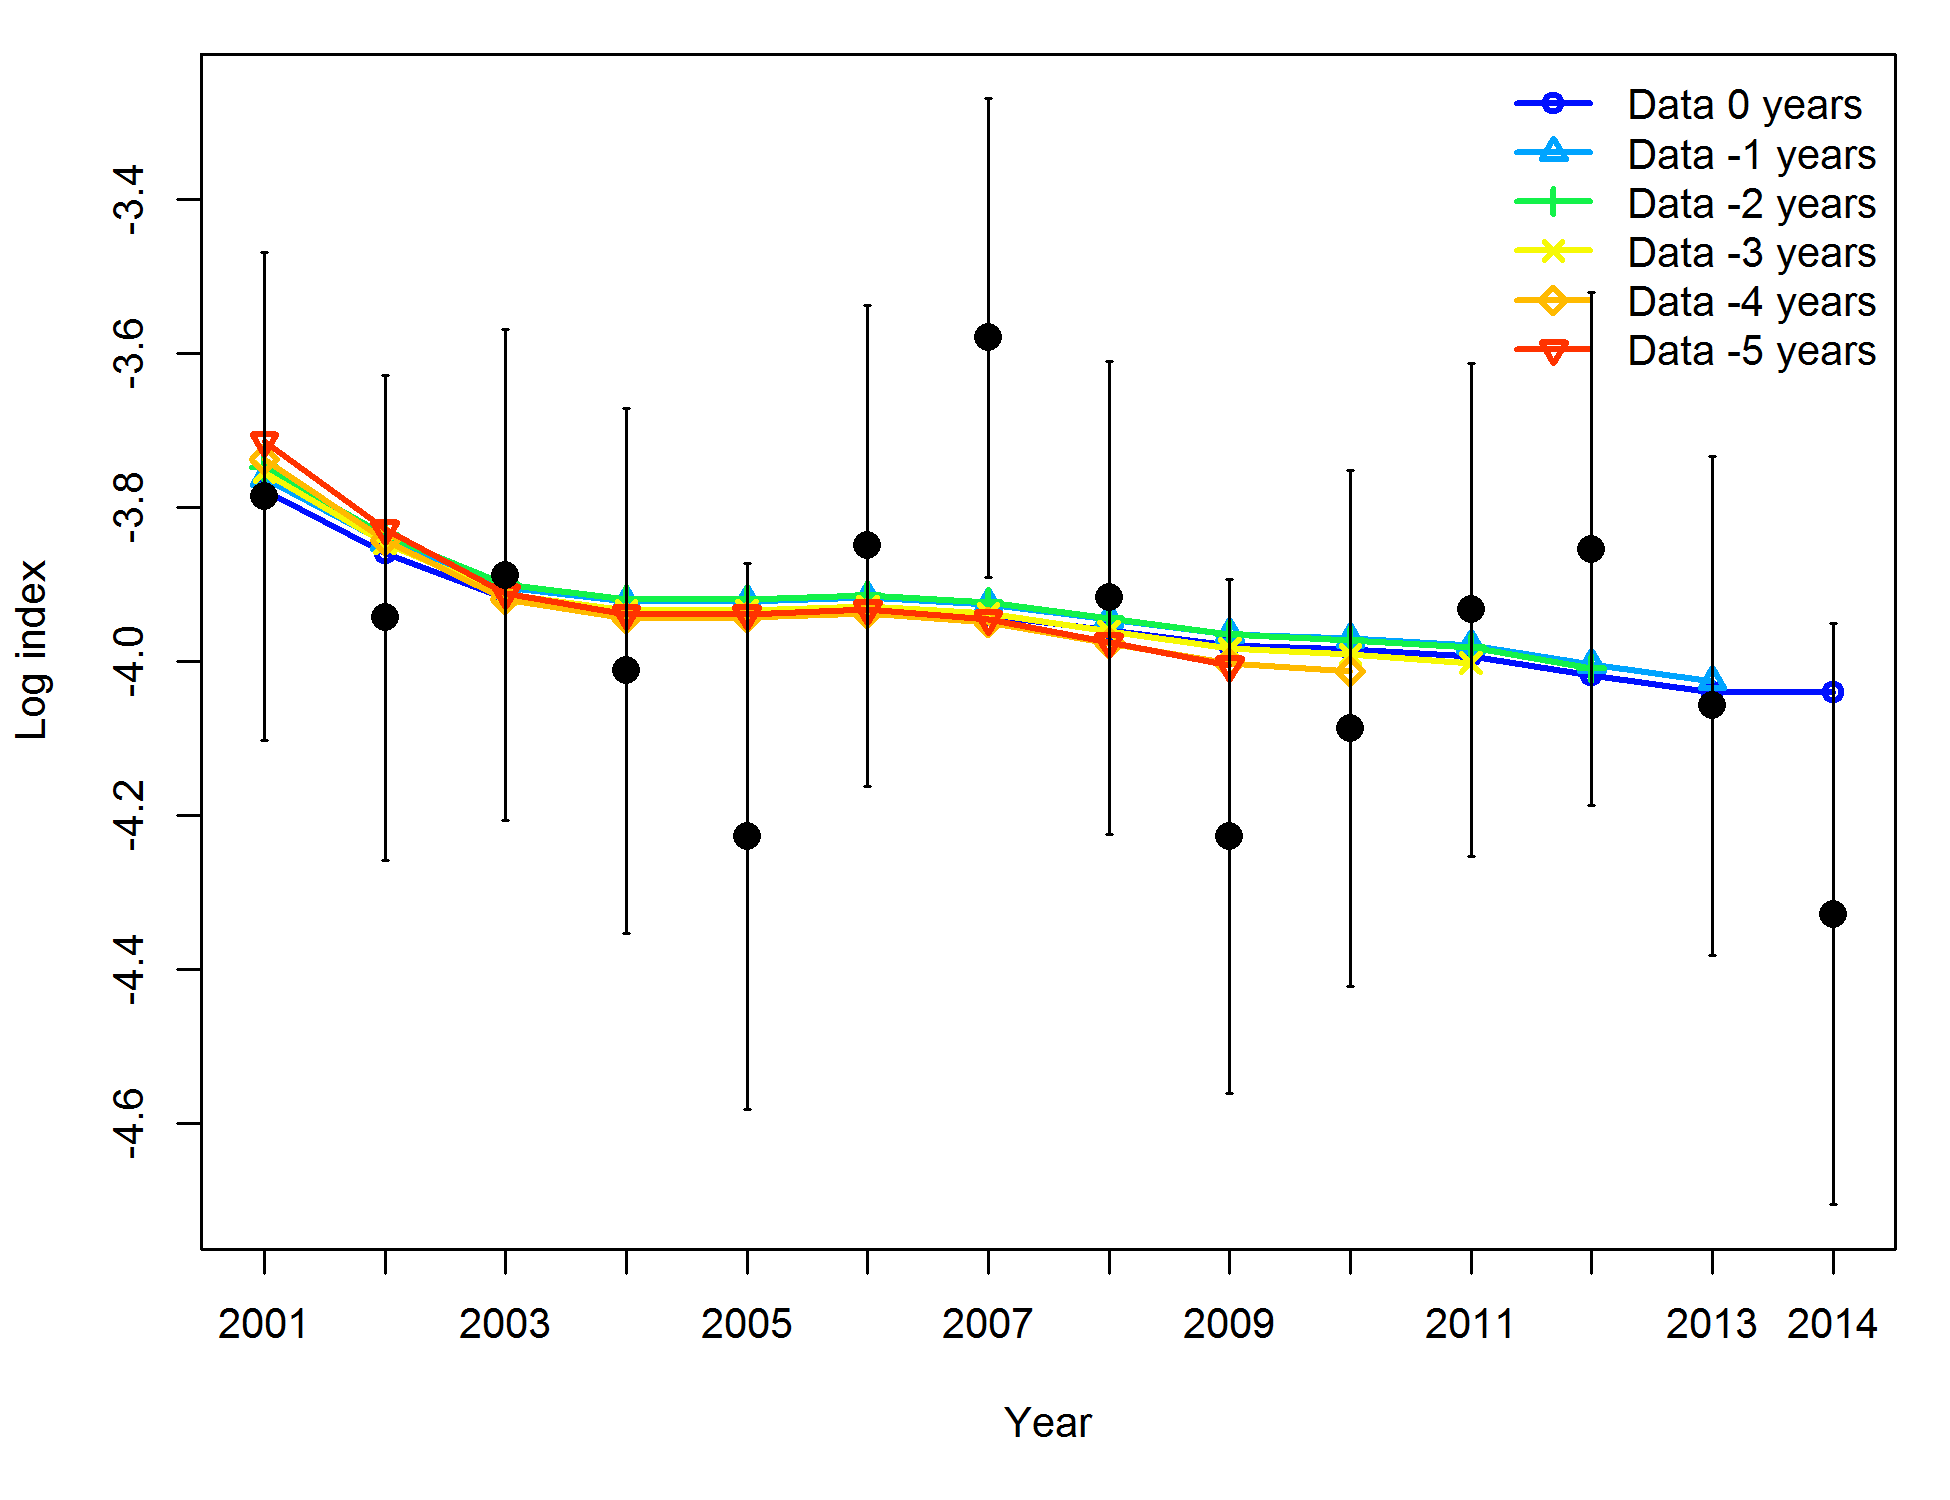 Data 0 years
Data -1 years
Data -2 years
Data -3 years
Data -4 years
Data -5 years
Log index
-3.4
-3.6
-3.8
-4.0
-4.2
-4.4
-4.6
2001 2003 2005 2007 2009 2011 2013 2014
Year